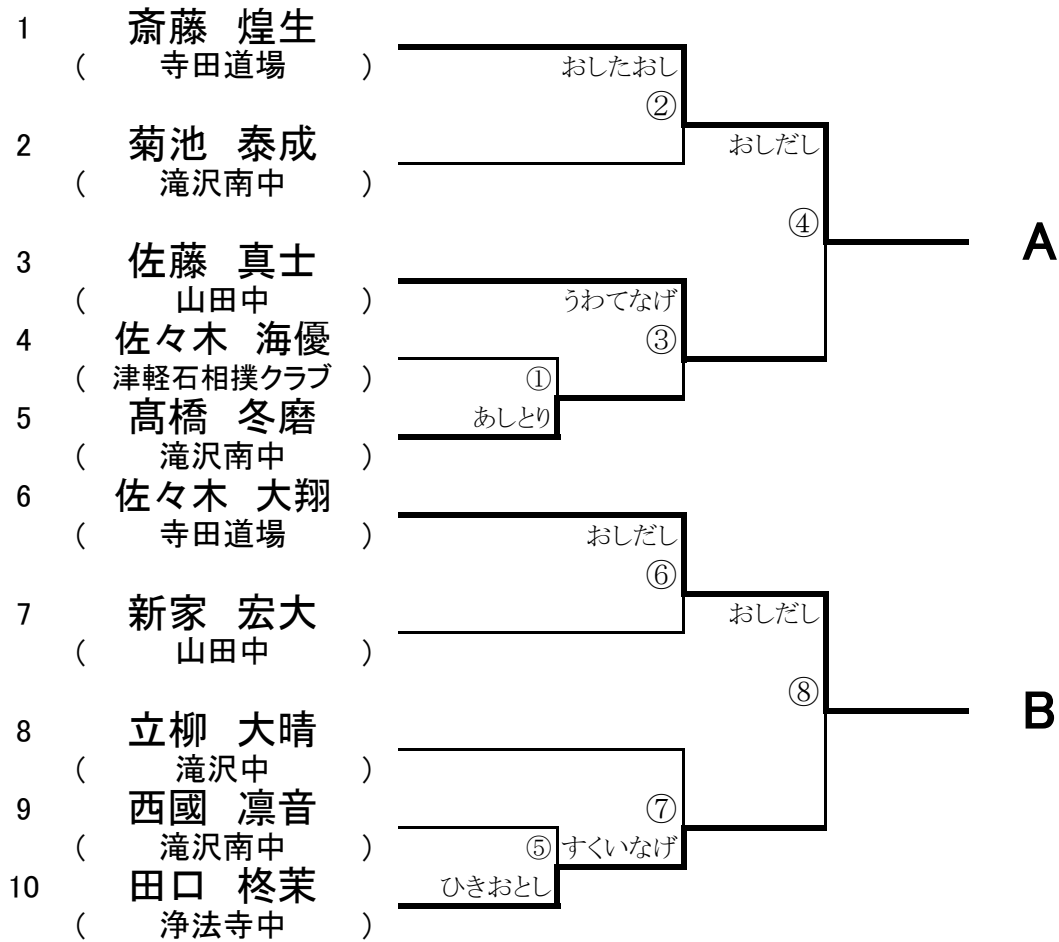 1 斎藤 煌生
( 寺田道場 )
おしたおし
②
2 菊池 泰成
おしだし
( 滝沢南中 )
④
A
3 佐藤 真士
( 山田中 )
うわてなげ
4 佐々木 海優
③
( 津軽石相撲クラブ )
①
5 髙橋 冬磨
あしとり
( 滝沢南中 )
6 佐々木 大翔
( 寺田道場 )
おしだし
⑥
7 新家 宏大
おしだし
( 山田中 )
⑧
B
8 立柳 大晴
( 滝沢中 )
9 西國 凛音
⑦
( 滝沢南中 )
⑤ すくいなげ
10 田口 柊茉
ひきおとし
( 浄法寺中 )